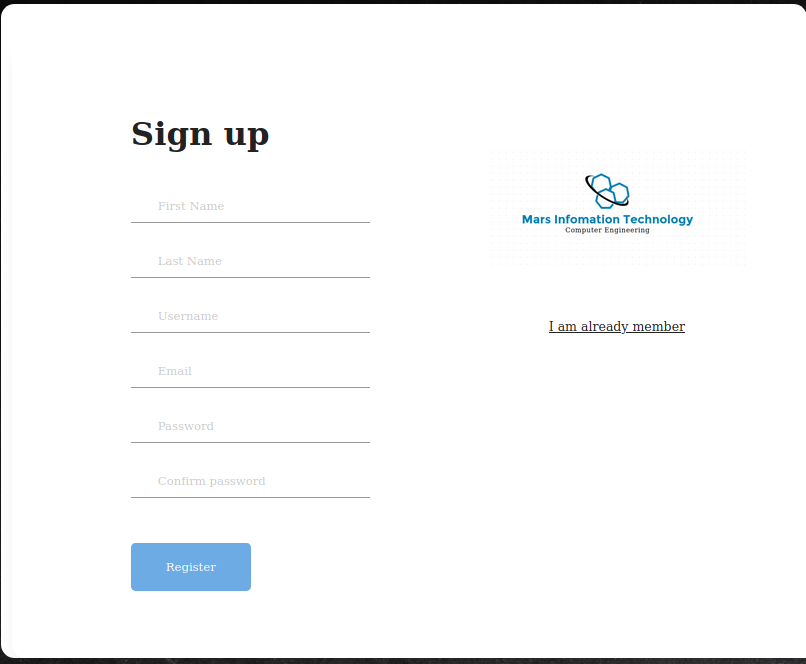 Sign up
First Name
Last Name
Username
Email
Password
Confirm password
Register
Mars Infomation Technology
Computer Engineering
I am already member